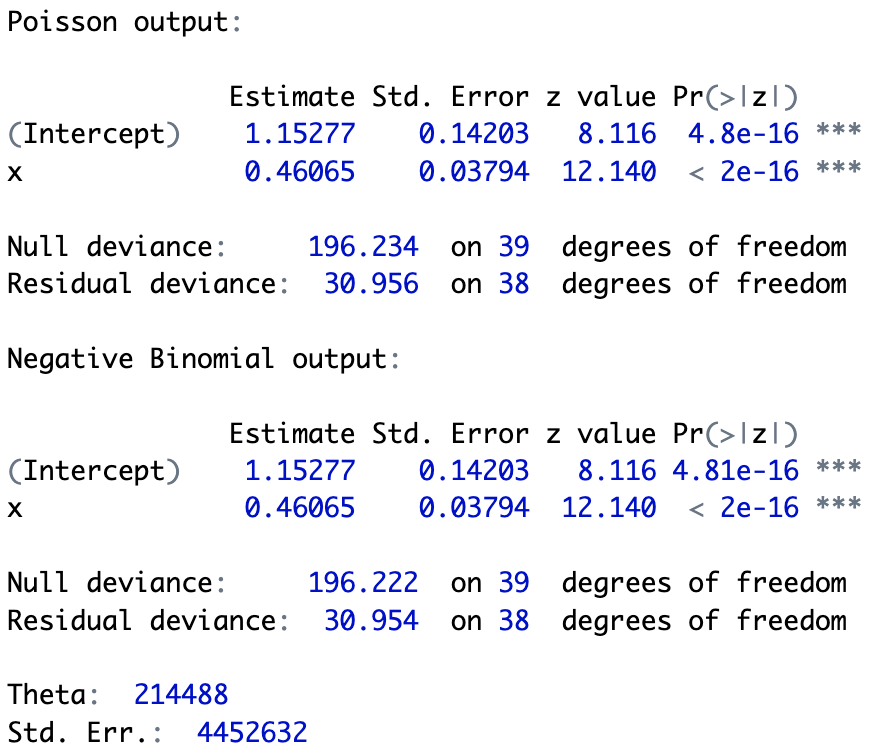 Poisson output:
Estimate Std. Error z value Pr(>|z|)
(Intercept) 1.15277 0.14203 8.116 4.8e-16 ***
x 0.46065 0.03794 12.140 < 2e-16 ***
Null deviance: 196.234 on 39 degrees of freedom
Residual deviance: 30.956 on 38 degrees of freedom
Negative Binomial output:
Estimate Std. Error z value Pr(>|z|)
(Intercept) 1.15277 0.14203 8.116 4.81e-16 ***
x 0.46065 0.03794 12.140 < 2e-16 ***
Null deviance: 196.222 on 39 degrees of freedom
Residual deviance: 30.954 on 38 degrees of freedom
Theta: 214488
Std. Err.: 4452632